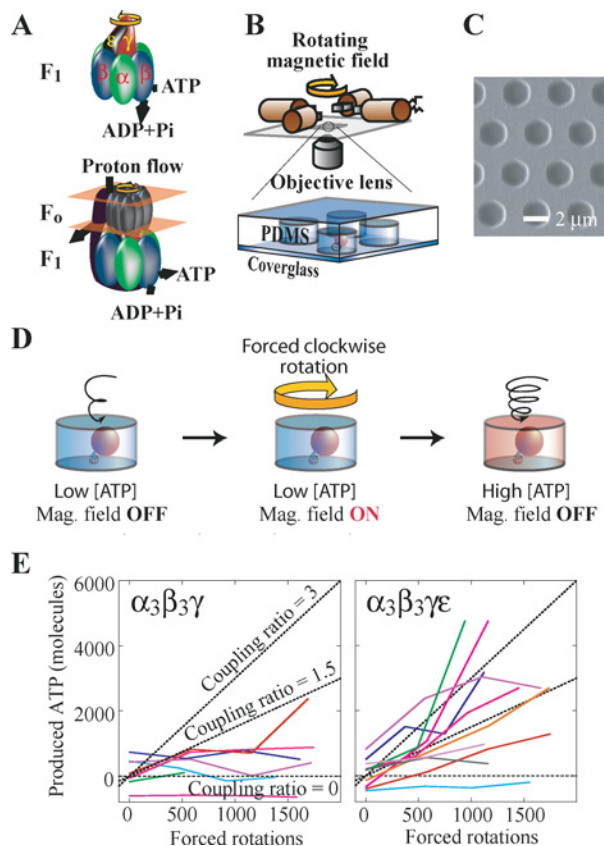 A
ε γ
F1
β α β
ATP
ADP+Pi
Proton flow
Fo
F1
ATP
ADP+Pi
B
Rotating
magnetic field
Objective lens
PDMS
Coverglass
C
2 μm
D
Forced clockwise
rotation
Low [ATP]
Mag. field OFF
Low [ATP]
Mag. field ON
High [ATP]
Mag. field OFF
E
Produced ATP (molecules)
6000
4000
2000
0
α3β3γ
Coupling ratio = 3
Coupling ratio = 1.5
Coupling ratio = 0
0 500 1000 1500
Forced rotations
α3β3γε
0 500 1000 1500
Forced rotations